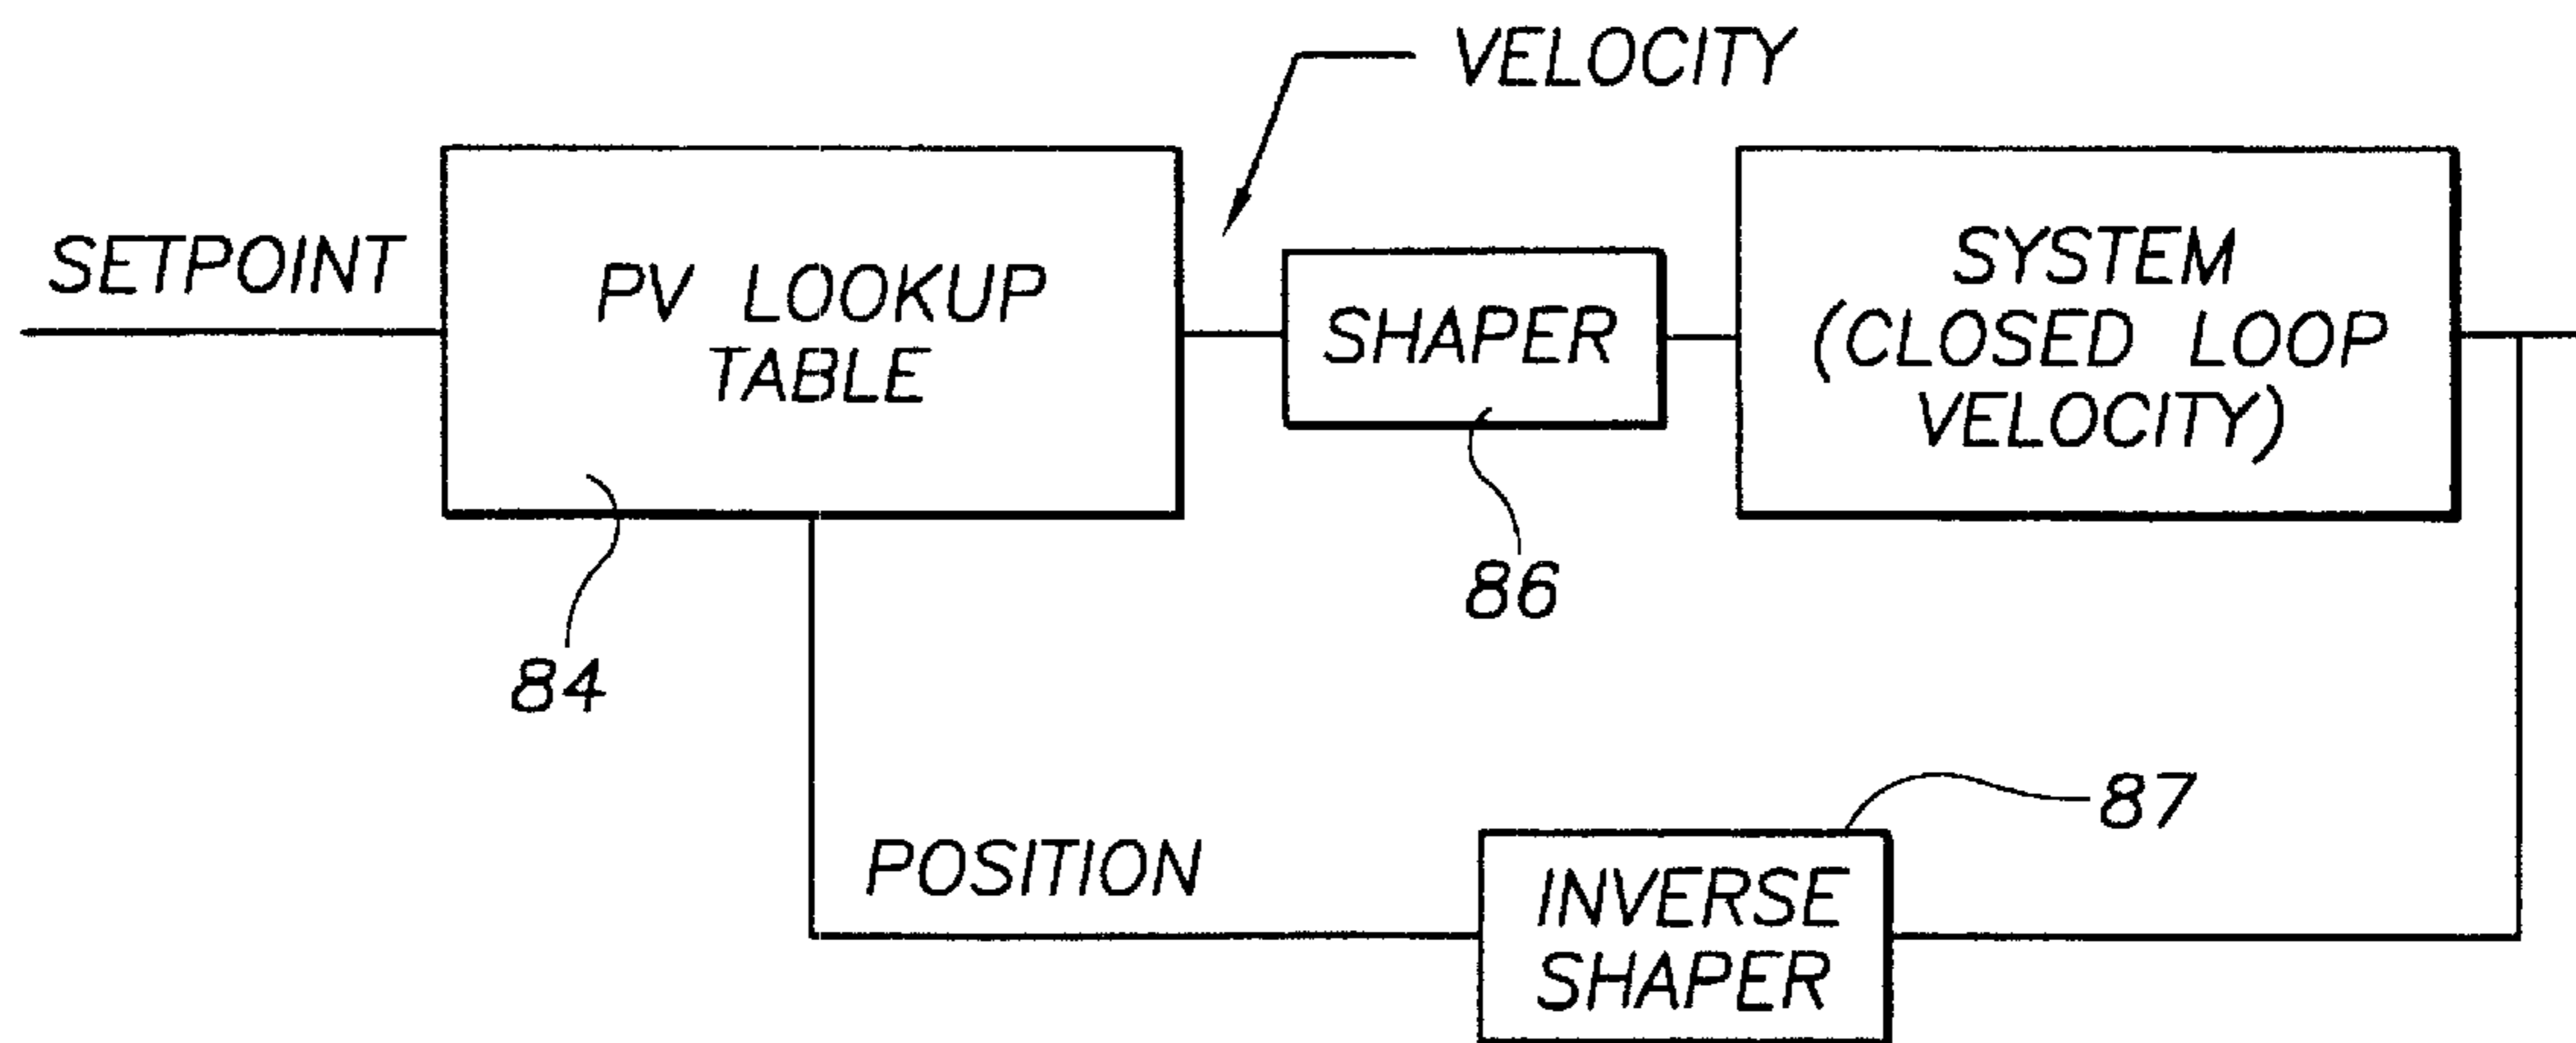 VELOCITY
SETPOINT
PV LOOKUP
TABLE
SHAPER
SYSTEM
(CLOSED LOOP
VELOCITY)
86
84
87
POSITION
INVERSE
SHAPER